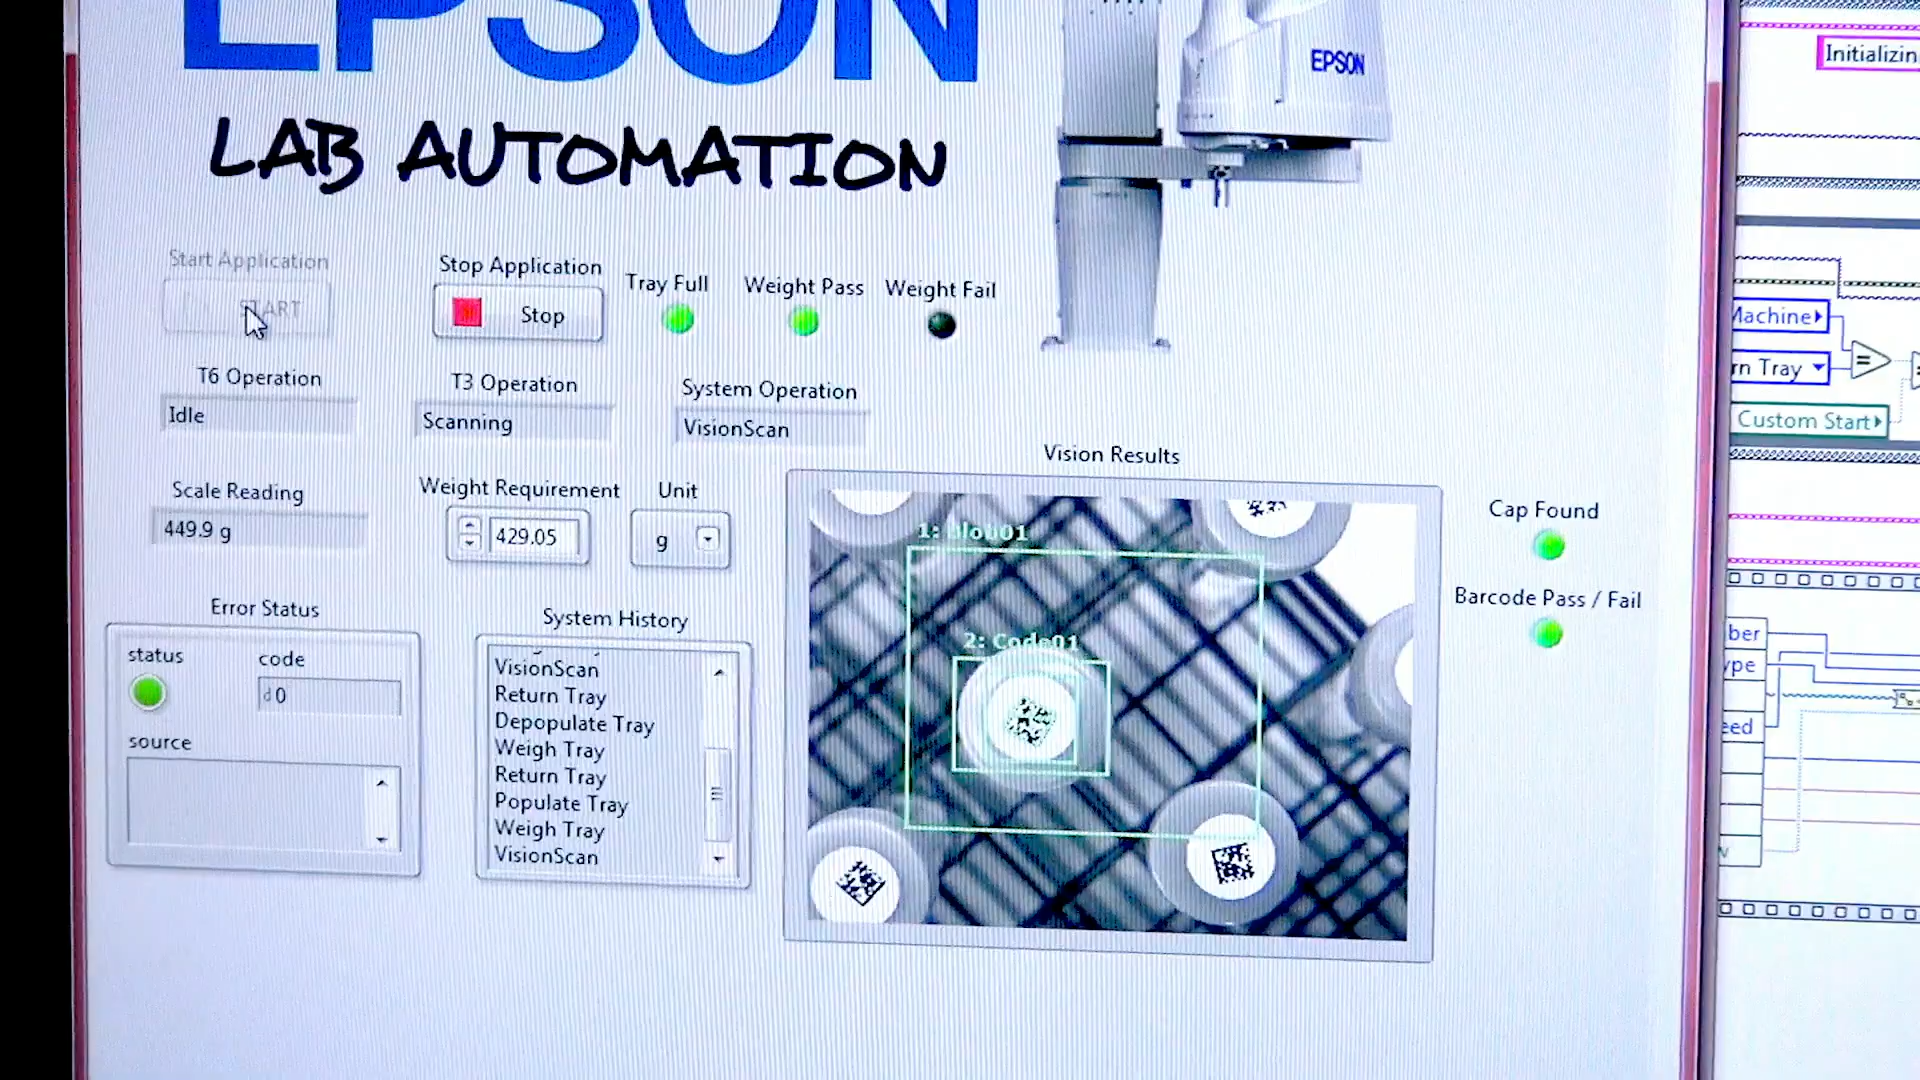 EPSON
EPSON
LAB AUTOMATION
Initializin
Start Application
START
Stop Application
Stop
Tray Full
Weight Pass
Weight Fail
T6 Operation
Idle
T3 Operation
Scanning
System Operation
VisionScan
Machine
rn Tray
=
Custom Start
Scale Reading
449.9 g
Weight Requirement
429.05
Unit
g
Vision Results
1: Blob01
2: Code01
Cap Found
Barcode Pass / Fail
Error Status
status
code
d 0
source
System History
VisionScan
Return Tray
Depopulate Tray
Weigh Tray
Return Tray
Populate Tray
Weigh Tray
VisionScan
ber
ype
eed